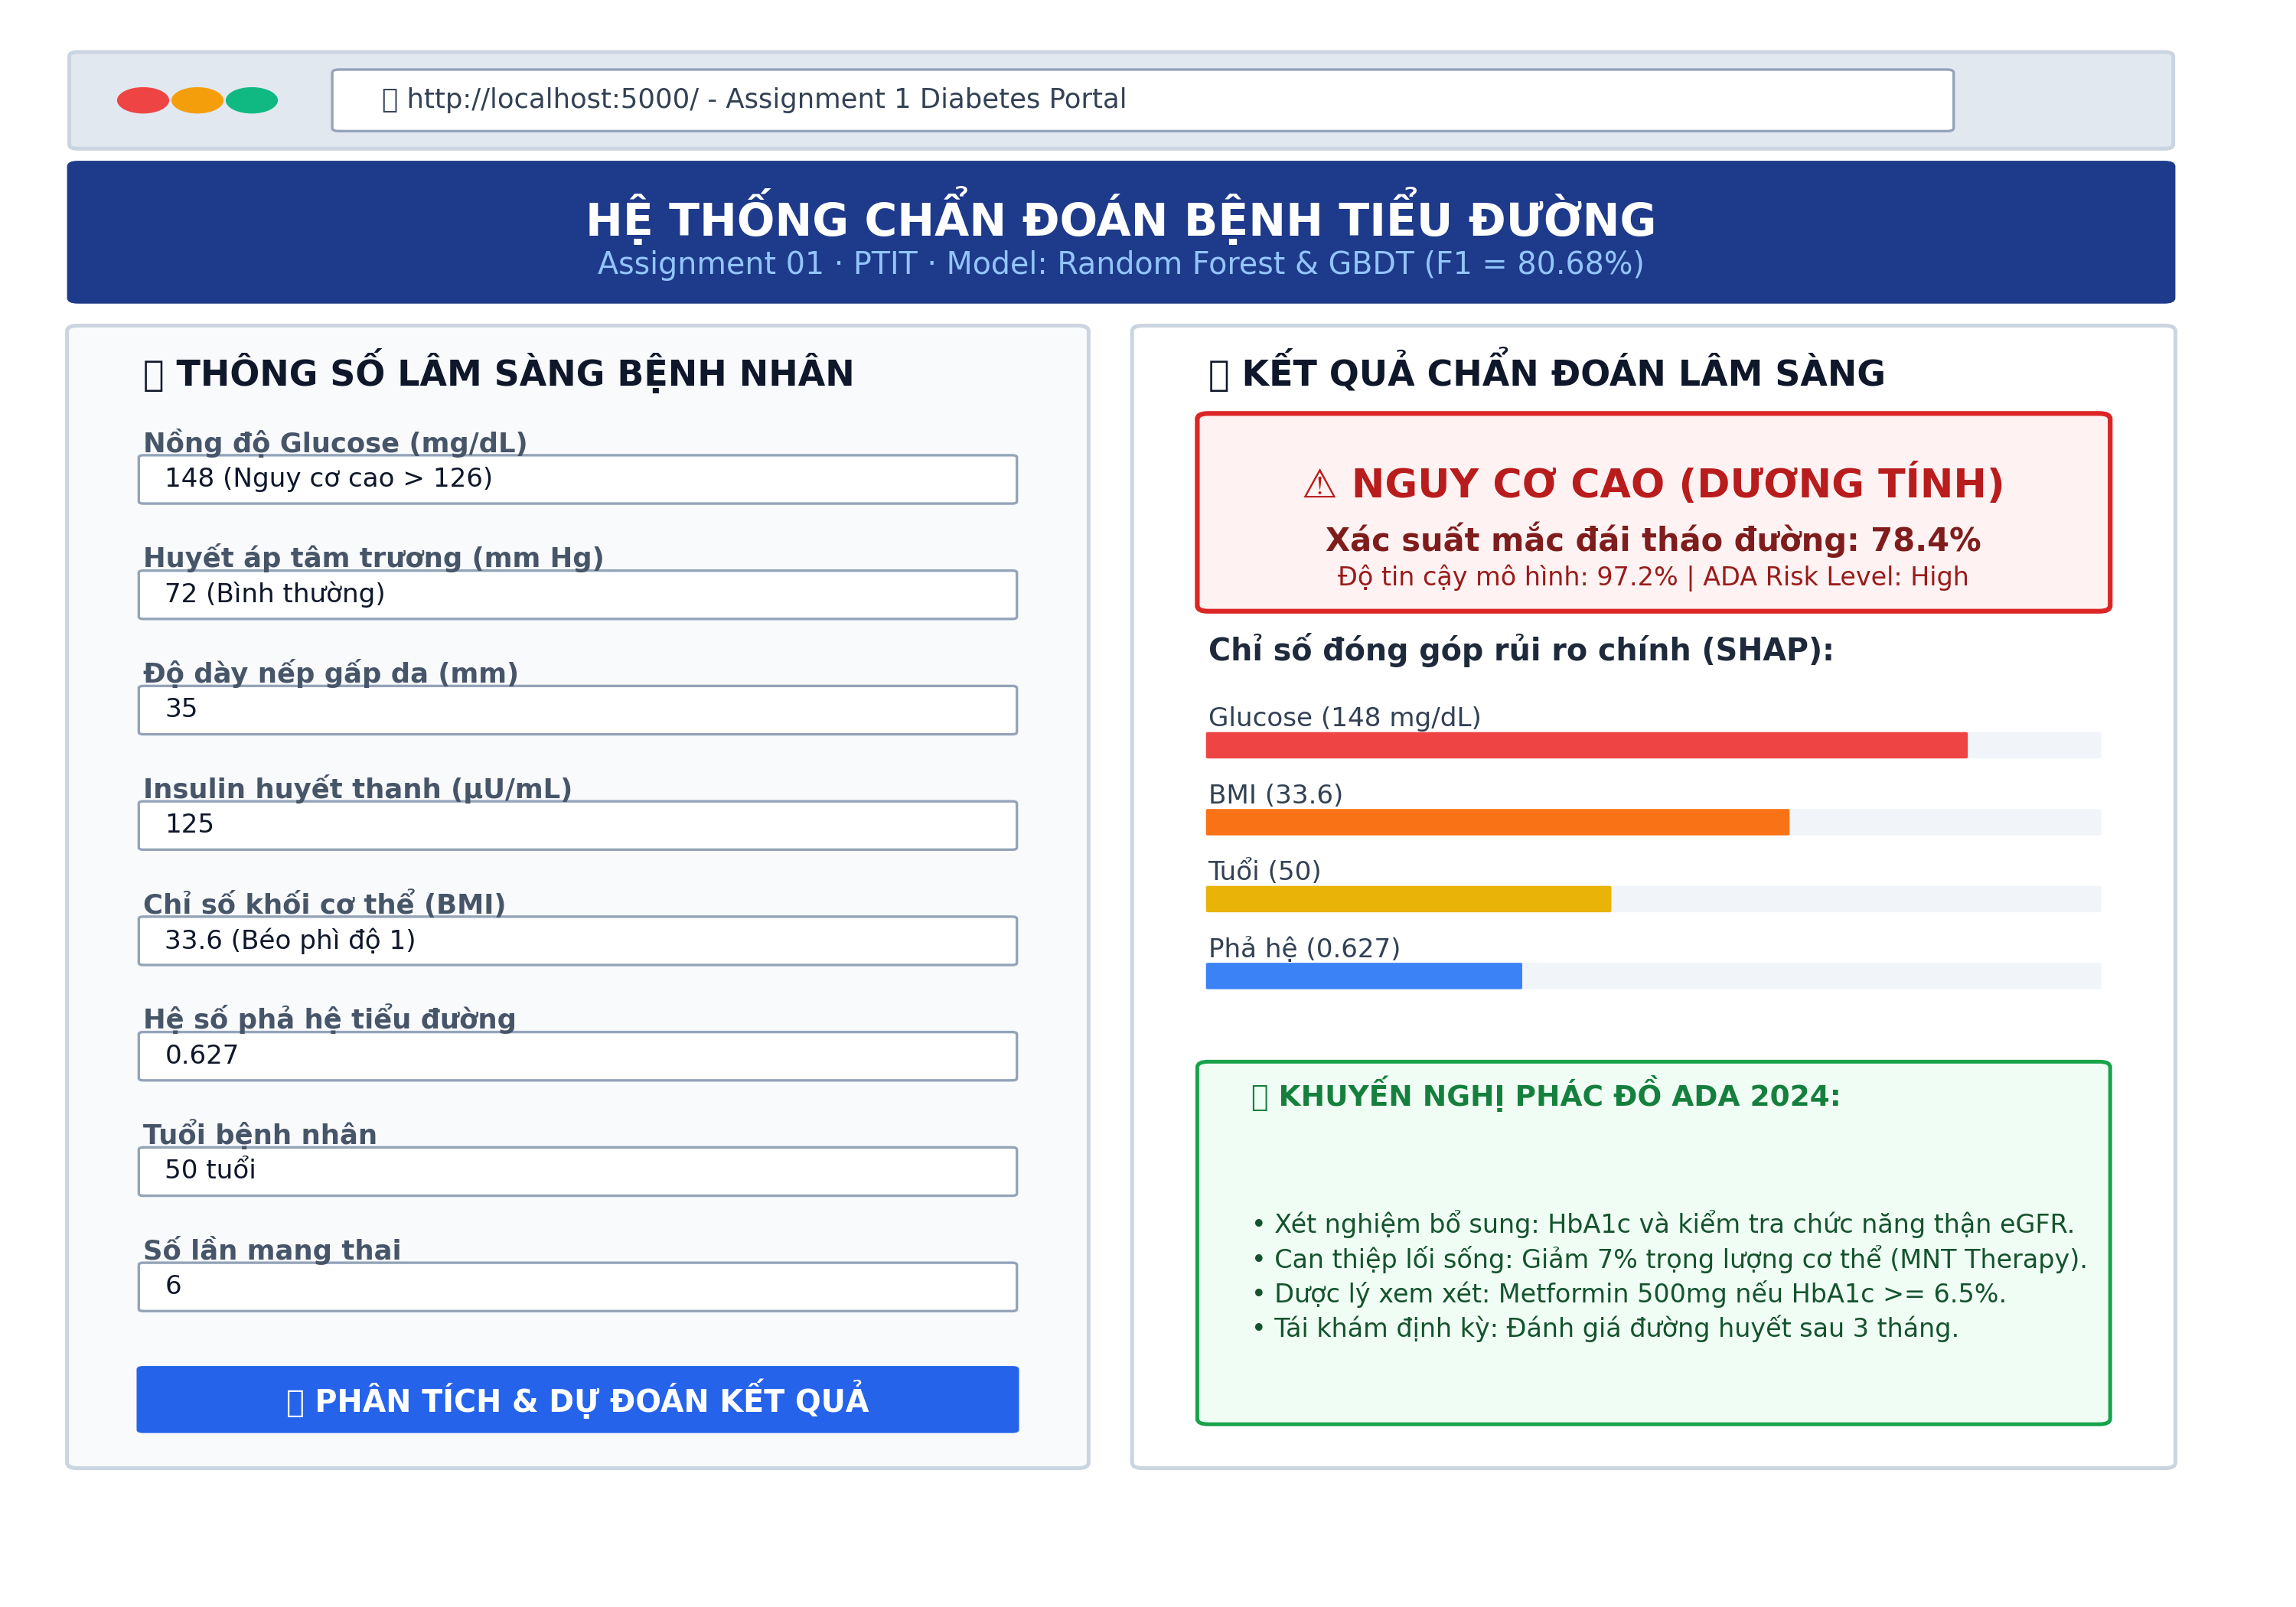 http://localhost:5000/ - Assignment 1 Diabetes Portal
HỆ THỐNG CHẨN ĐOÁN BỆNH TIỂU ĐƯỜNG
Assignment 01 · PTIT · Model: Random Forest & GBDT (F1 = 80.68%)
THÔNG SỐ LÂM SÀNG BỆNH NHÂN
Nồng độ Glucose (mg/dL)
148 (Nguy cơ cao > 126)
Huyết áp tâm trương (mm Hg)
72 (Bình thường)
Độ dày nếp gấp da (mm)
35
Insulin huyết thanh (μU/mL)
125
Chỉ số khối cơ thể (BMI)
33.6 (Béo phì độ 1)
Hệ số phả hệ tiểu đường
0.627
Tuổi bệnh nhân
50 tuổi
Số lần mang thai
6
PHÂN TÍCH & DỰ ĐOÁN KẾT QUẢ
KẾT QUẢ CHẨN ĐOÁN LÂM SÀNG
⚠ NGUY CƠ CAO (DƯƠNG TÍNH)
Xác suất mắc đái tháo đường: 78.4%
Độ tin cậy mô hình: 97.2% | ADA Risk Level: High
Chỉ số đóng góp rủi ro chính (SHAP):
Glucose (148 mg/dL)
BMI (33.6)
Tuổi (50)
Phả hệ (0.627)
KHUYẾN NGHỊ PHÁC ĐỒ ADA 2024:
• Xét nghiệm bổ sung: HbA1c và kiểm tra chức năng thận eGFR.
• Can thiệp lối sống: Giảm 7% trọng lượng cơ thể (MNT Therapy).
• Dược lý xem xét: Metformin 500mg nếu HbA1c >= 6.5%.
• Tái khám định kỳ: Đánh giá đường huyết sau 3 tháng.